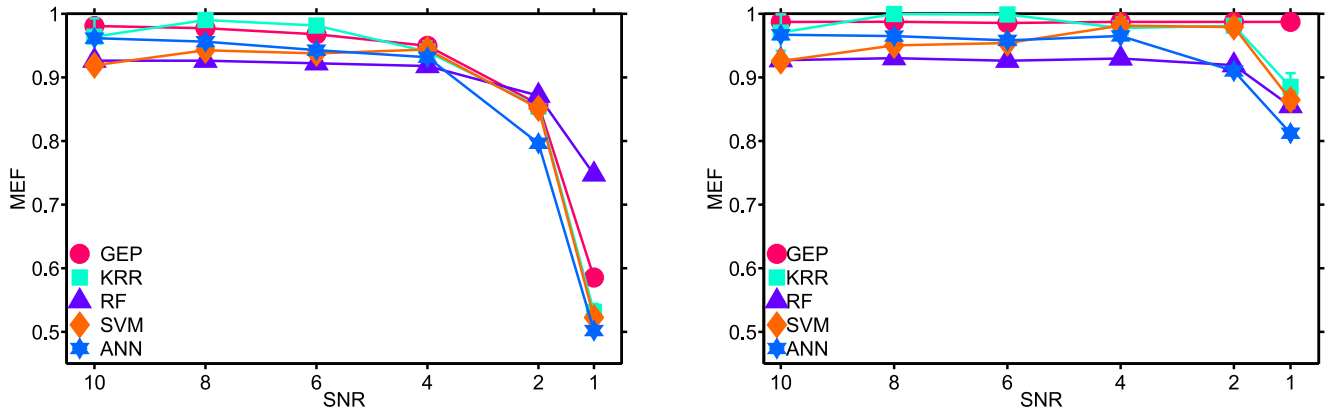 1
0.9
0.8
0.7
0.6
0.5
MEF
GEP
KRR
RF
SVM
ANN
10 8 6 4 2 1
SNR
1
0.9
0.8
0.7
0.6
0.5
MEF
GEP
KRR
RF
SVM
ANN
10 8 6 4 2 1
SNR